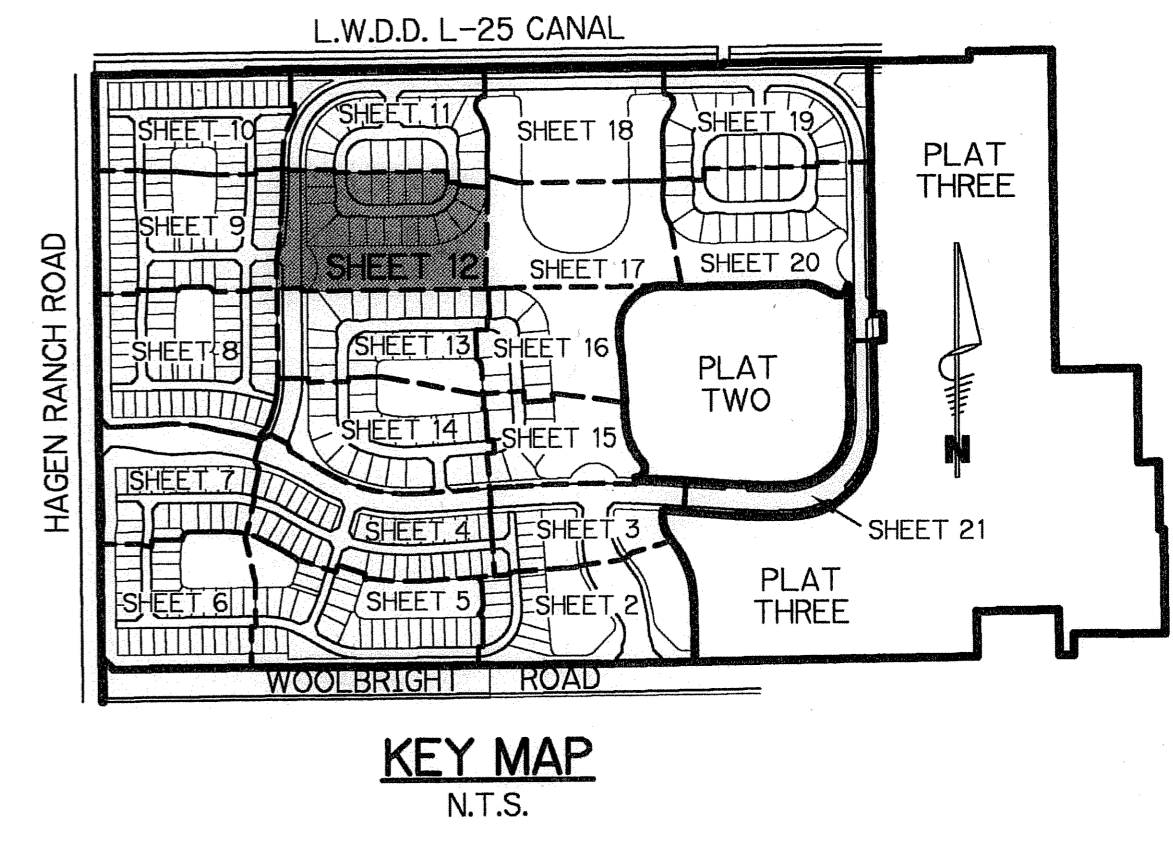 L.W.D.D. L-25 CANAL
SHEET 11
SHEET 19
SHEET 10
SHEET 18
PLAT
THREE
SHEET 9
HAGEN RANCH ROAD
SHEET 12
SHEET 17
SHEET 20
SHEET 8
SHEET 13
SHEET 16
PLAT
TWO
SHEET 14
SHEET 15
N
SHEET 7
SHEET 4
SHEET 3
SHEET 21
SHEET 6
SHEET 5
SHEET 2
PLAT
THREE
WOOLBRIGHT ROAD
KEY MAP
N.T.S.